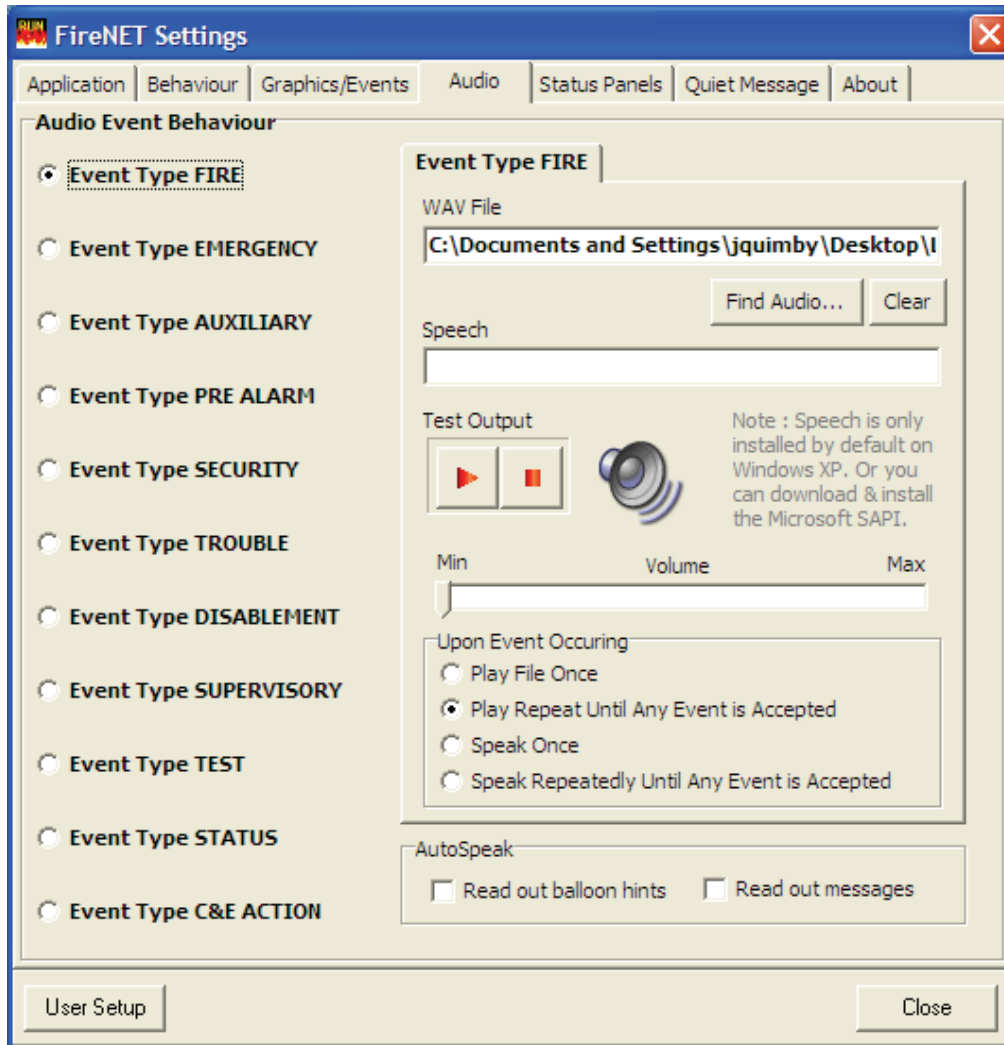 FireNET Settings
Application Behaviour Graphics/Events Audio Status Panels Quiet Message About
Audio Event Behaviour
Event Type FIRE
Event Type EMERGENCY
Event Type AUXILIARY
Event Type PRE ALARM
Event Type SECURITY
Event Type TROUBLE
Event Type DISABLEMENT
Event Type SUPERVISORY
Event Type TEST
Event Type STATUS
Event Type C&E ACTION
Event Type FIRE
WAV File
C:\Documents and Settings\jquimby\Desktop\
Find Audio... Clear
Speech
Test Output
Note : Speech is only
installed by default on
Windows XP. Or you
can download & install
the Microsoft SAPI.
Min Volume Max
Upon Event Occuring
Play File Once
Play Repeat Until Any Event is Accepted
Speak Once
Speak Repeatedly Until Any Event is Accepted
AutoSpeak
Read out balloon hints Read out messages
User Setup Close